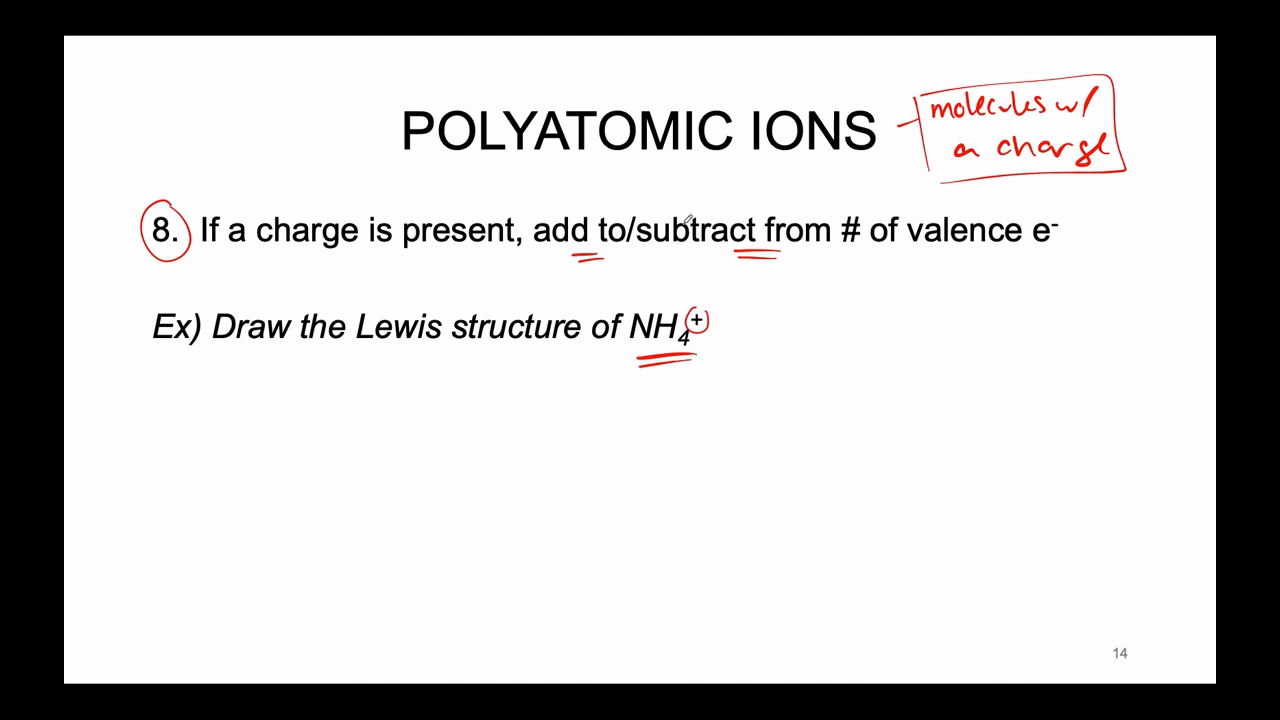 POLYATOMIC IONS
molecules w/
a charge
8. If a charge is present, add to/subtract from # of valence e⁻
Ex) Draw the Lewis structure of NH₄⁺
14